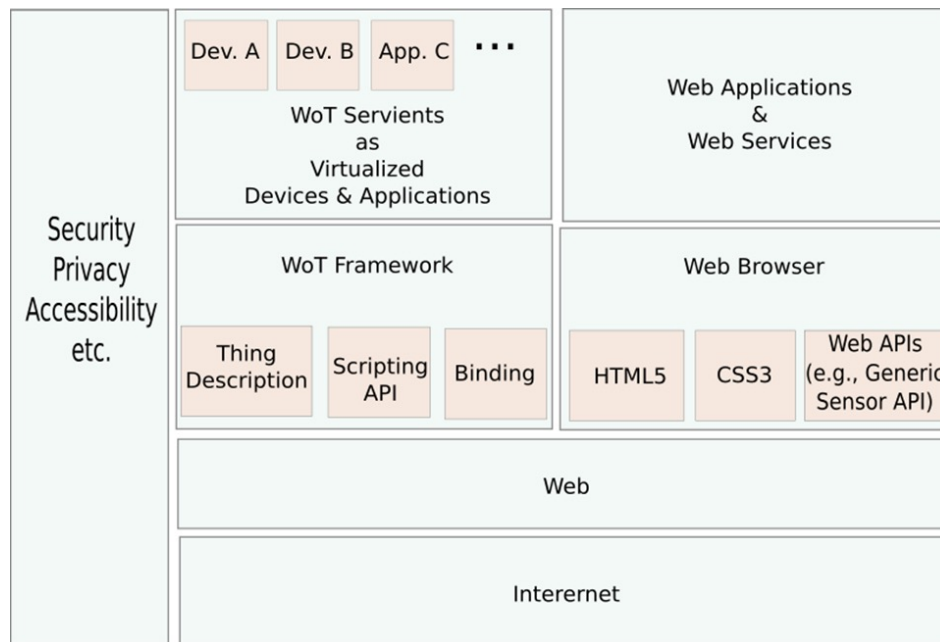 Security
Privacy
Accessibility
etc.
Dev. A
Dev. B
App. C
...
WoT Servients
as
Virtualized
Devices & Applications
Web Applications
&
Web Services
WoT Framework
Thing
Description
Scripting
API
Binding
Web Browser
HTML5
CSS3
Web APIs
(e.g., Generic
Sensor API)
Web
Interernet